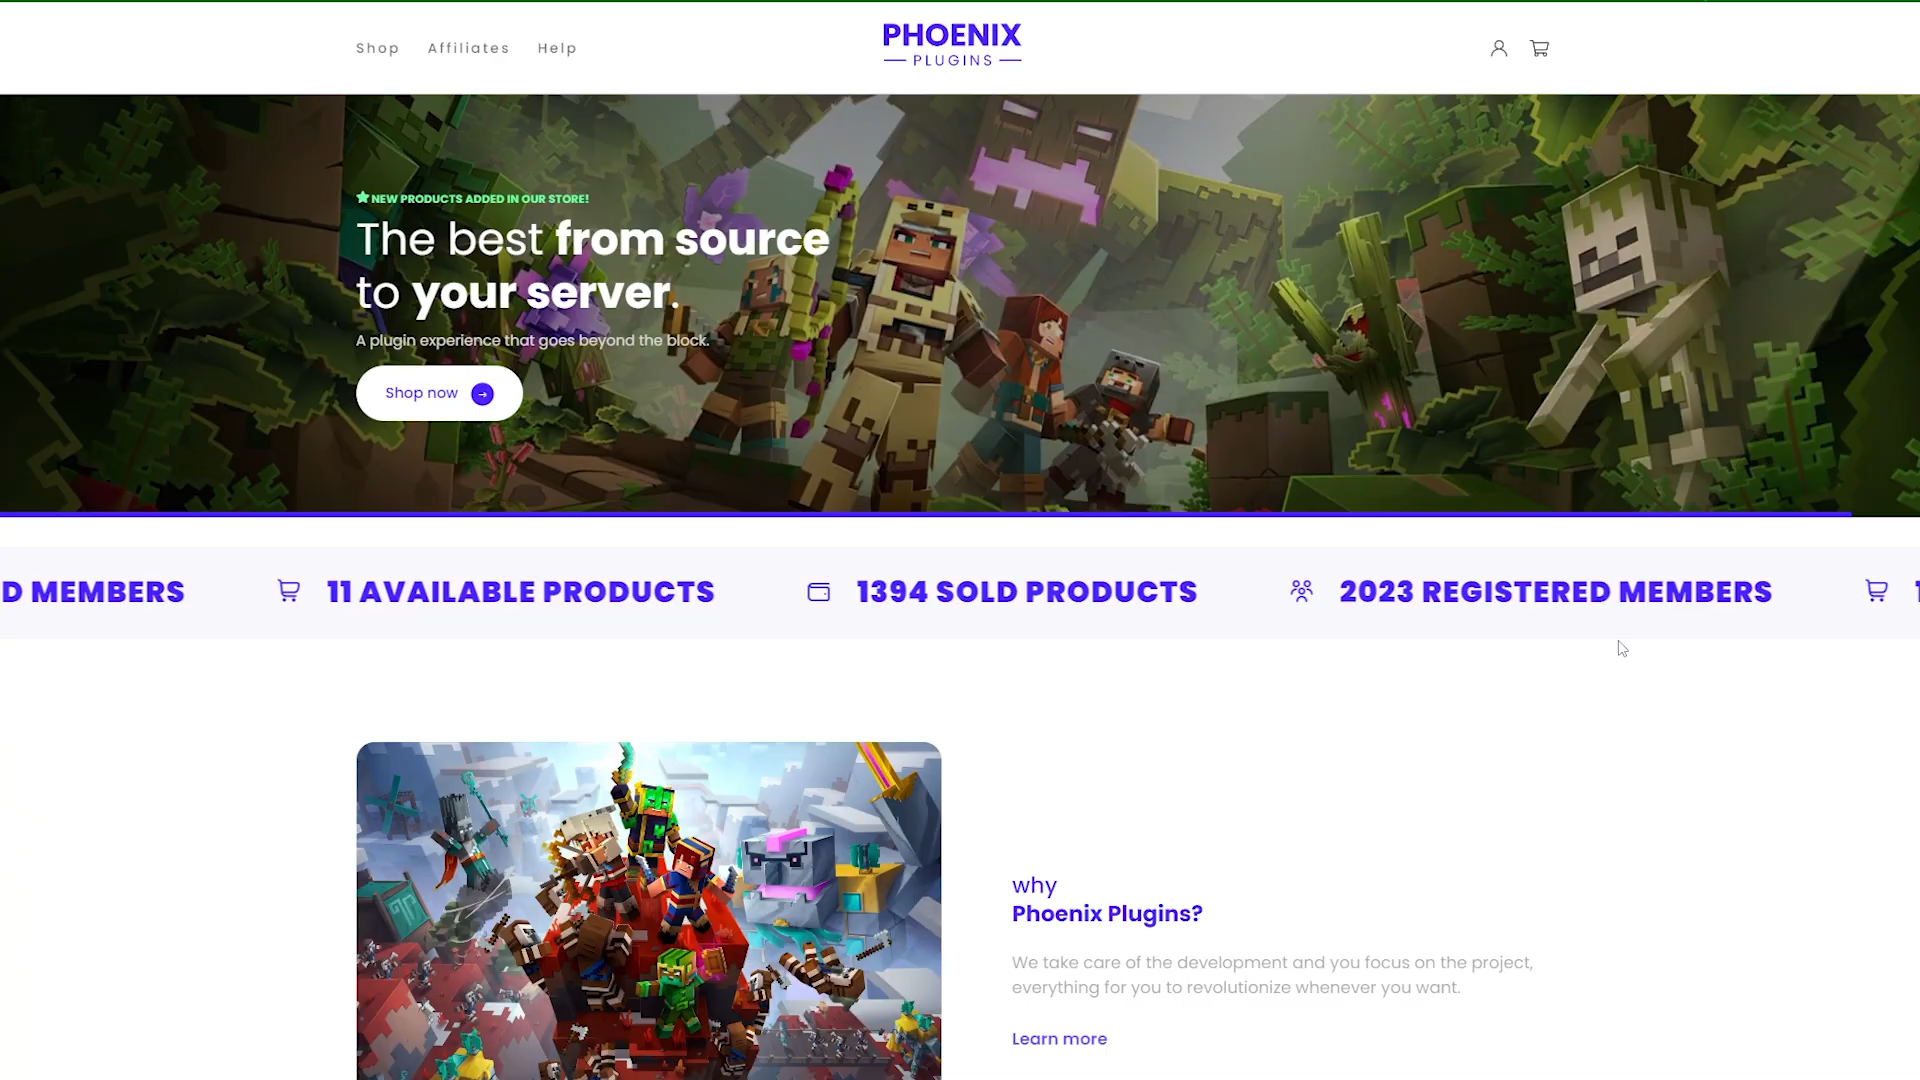 Shop Affiliates Help
PHOENIX
PLUGINS
NEW PRODUCTS ADDED IN OUR STORE!
The best from source
to your server.
A plugin experience that goes beyond the block.
Shop now
D MEMBERS 11 AVAILABLE PRODUCTS 1394 SOLD PRODUCTS 2023 REGISTERED MEMBERS 1
why
Phoenix Plugins?
We take care of the development and you focus on the project,
everything for you to revolutionize whenever you want.
Learn more